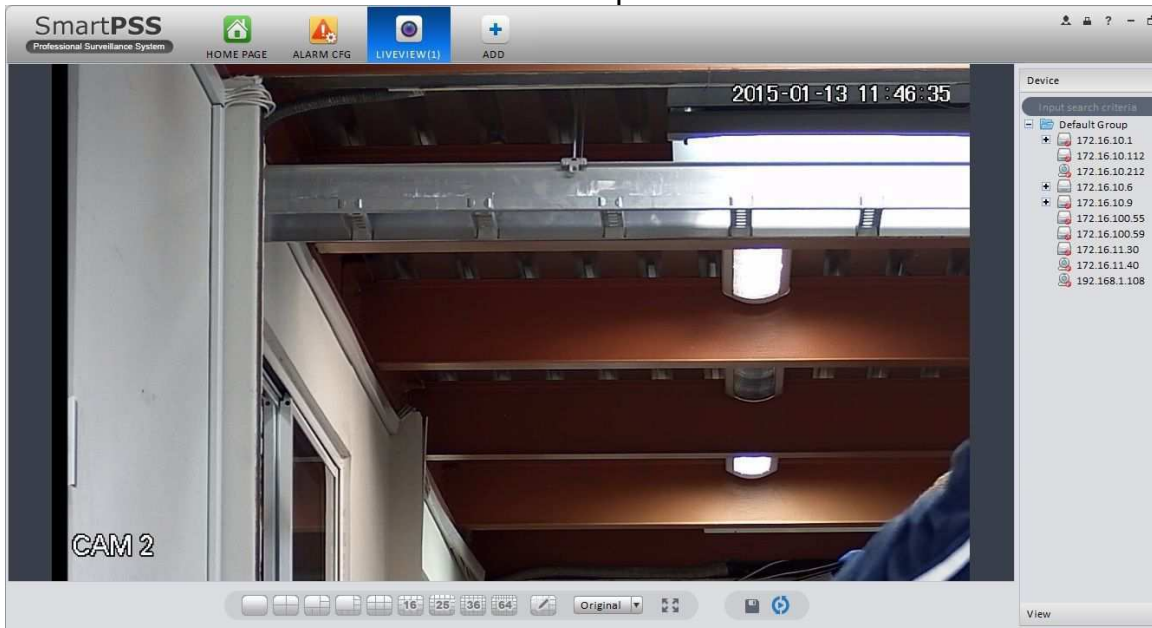 SmartPSS
Professional Surveillance System
HOME PAGE
ALARM CFG
LIVEVIEW(1)
ADD
?
2015-01-13 11:46:35
CAM 2
Device
Input search criteria
Default Group
172.16.10.1
172.16.10.112
172.16.10.212
172.16.10.6
172.16.10.9
172.16.100.55
172.16.100.59
172.16.11.30
172.16.11.40
192.168.1.108
16 25 36 64 Original
View